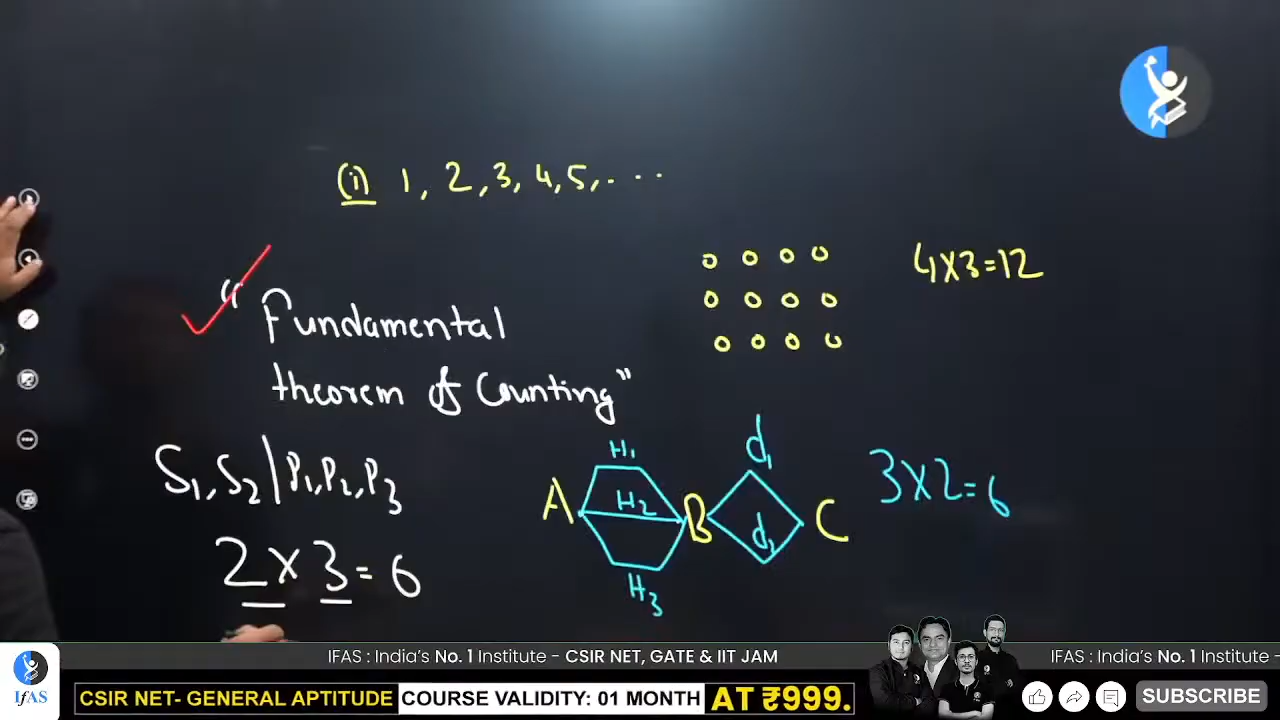 (i) 1, 2, 3, 4, 5, . . .
4x3=12
“Fundamental
theorem of Counting”
S1, S2 | P1, P2, P3
2 x 3 = 6
A
H1
H2
H3
B
d1
d2
C
3x2=6
IFAS : India's No. 1 Institute - CSIR NET, GATE & IIT JAM
IFAS : India's No. 1 Institute -
IFAS
CSIR NET- GENERAL APTITUDE COURSE VALIDITY: 01 MONTH AT ₹999.
SUBSCRIBE